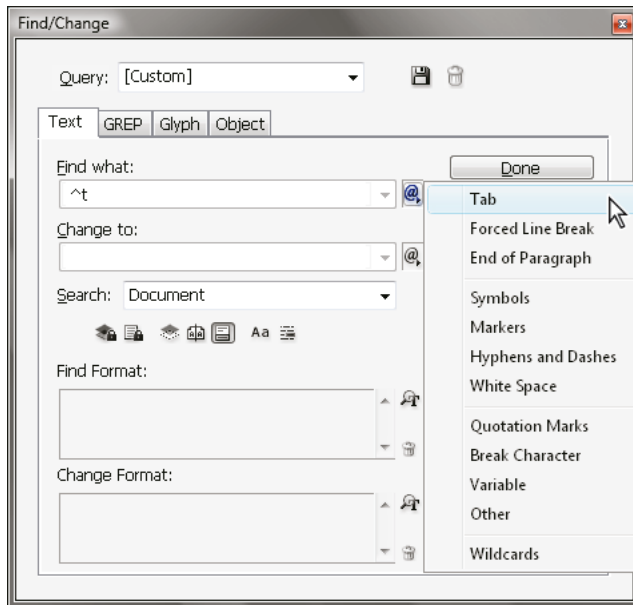 Find/Change
Query: [Custom]
Text GREP Glyph Object
Find what:
Done
^t
Tab
Forced Line Break
Change to:
End of Paragraph
Search: Document
Symbols
Markers
Aa
Hyphens and Dashes
Find Format:
White Space
Quotation Marks
Break Character
Change Format:
Variable
Other
Wildcards